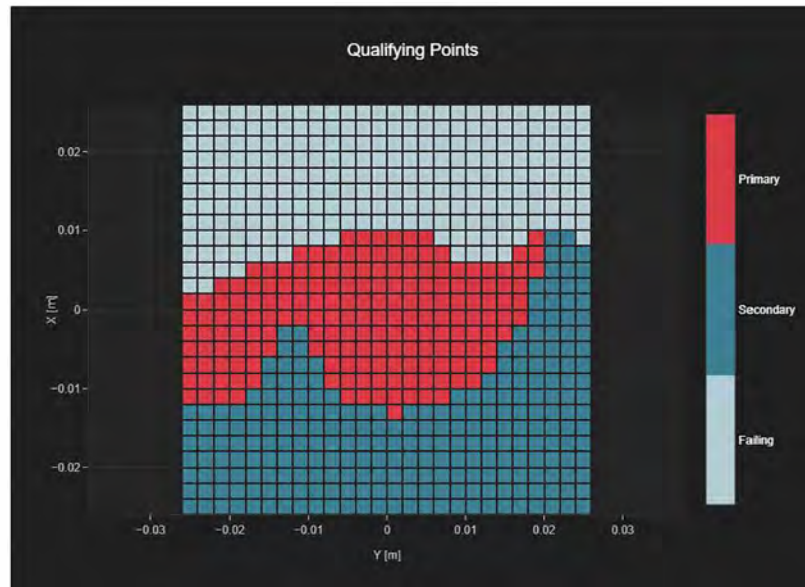 Qualifying Points
0.02
0.01
0
−0.01
−0.02
X [m]
−0.03
−0.02
−0.01
0
0.01
0.02
0.03
Y [m]
Primary
Secondary
Failing